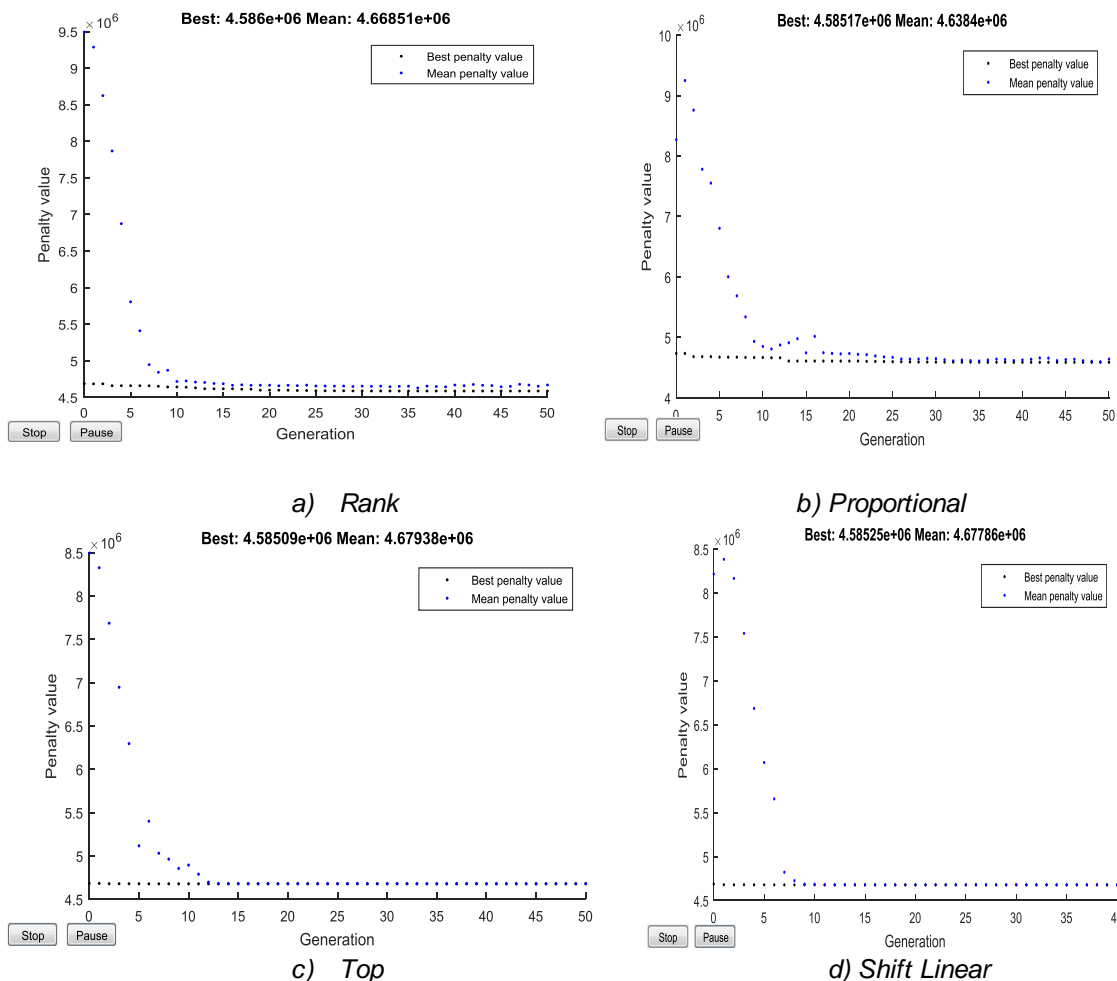 Best: 4.586e+06 Mean: 4.66851e+06
×10^6
9.5
9
8.5
8
7.5
7
6.5
6
5.5
5
4.5
Penalty value
Best penalty value
Mean penalty value
0 5 10 15 20 25 30 35 40 45 50
Generation
Stop Pause
a) Rank
Best: 4.58517e+06 Mean: 4.6384e+06
×10^6
10
9
8
7
6
5
4
Penalty value
Best penalty value
Mean penalty value
0 5 10 15 20 25 30 35 40 45 50
Generation
Stop Pause
b) Proportional
Best: 4.58509e+06 Mean: 4.67938e+06
×10^6
8.5
8
7.5
7
6.5
6
5.5
5
4.5
Penalty value
Best penalty value
Mean penalty value
0 5 10 15 20 25 30 35 40 45 50
Generation
Stop Pause
c) Top
Best: 4.58525e+06 Mean: 4.67786e+06
×10^6
8.5
8
7.5
7
6.5
6
5.5
5
4.5
Penalty value
Best penalty value
Mean penalty value
0 5 10 15 20 25 30 35 4
Generation
Stop Pause
d) Shift Linear